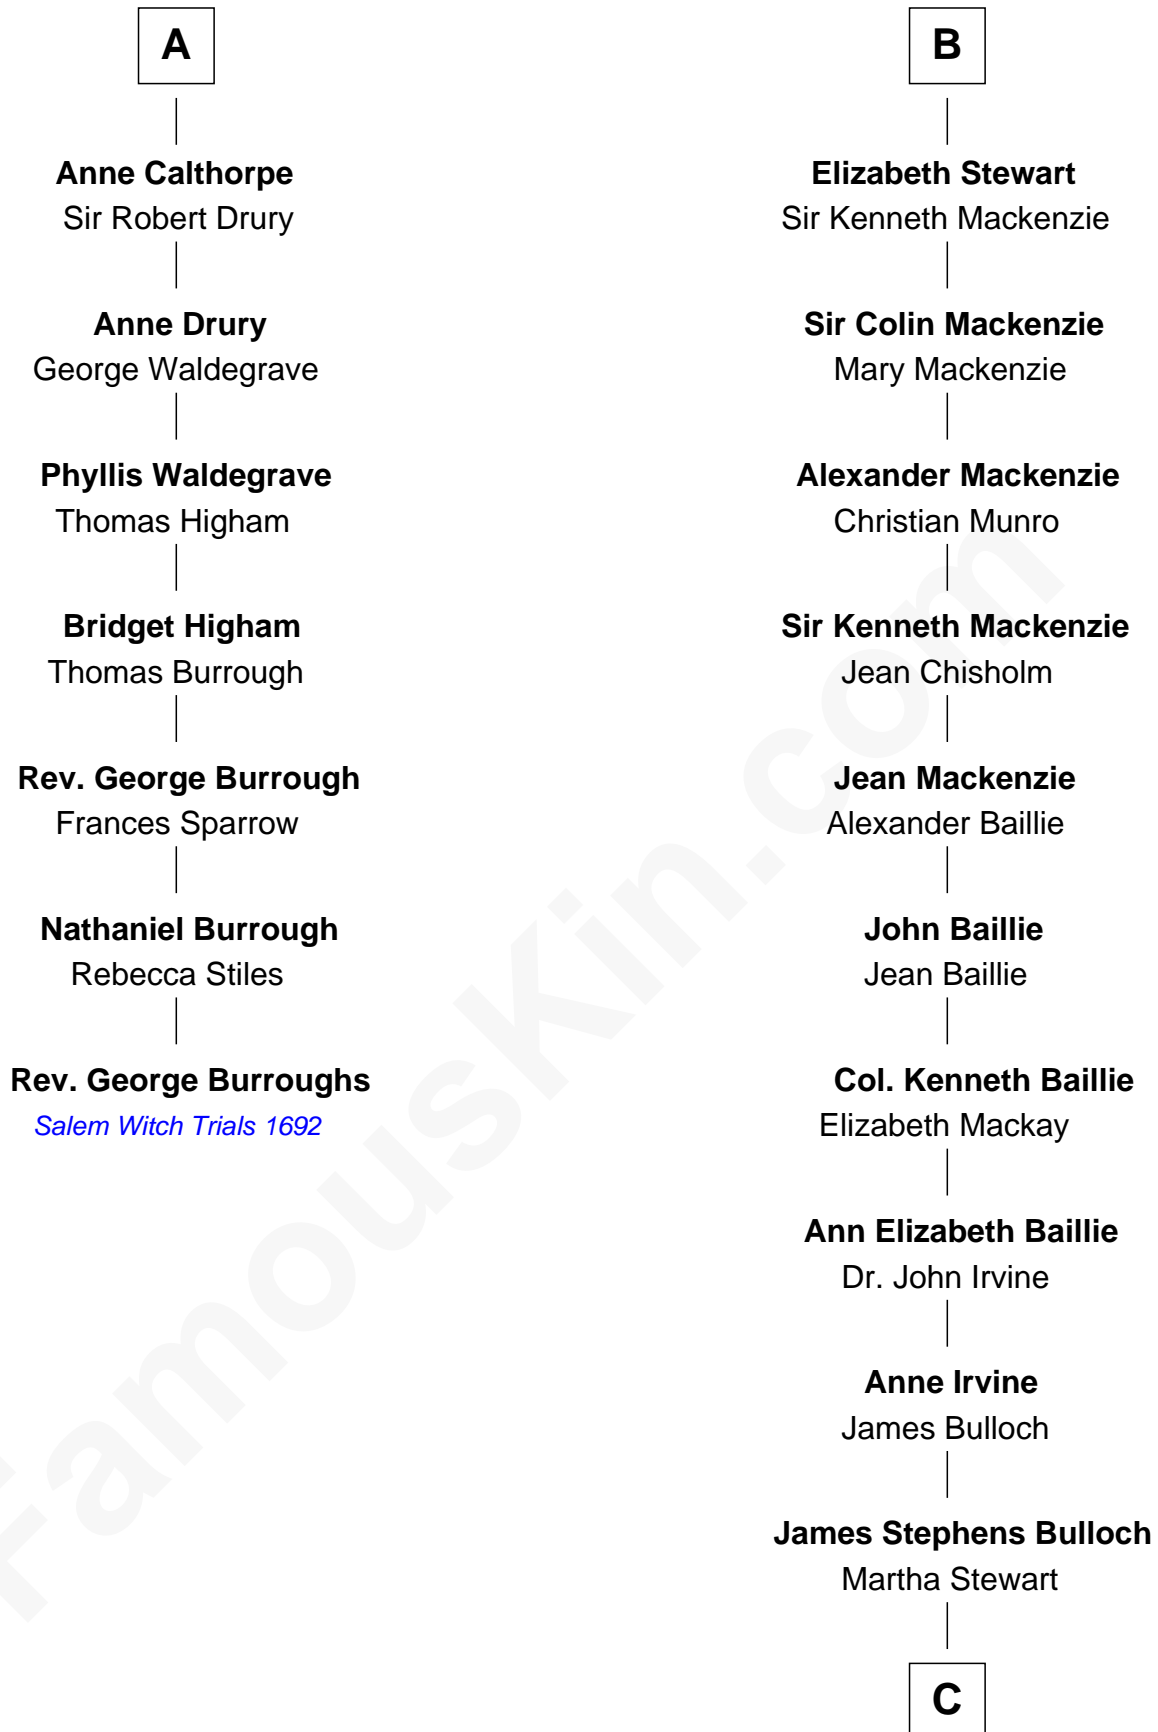 A
Anne Calthorpe
Sir Robert Drury
Anne Drury
George Waldegrave
Phyllis Waldegrave
Thomas Higham
Bridget Higham
Thomas Burrough
Rev. George Burrough
Frances Sparrow
Nathaniel Burrough
Rebecca Stiles
Rev. George Burroughs
Salem Witch Trials 1692
B
Elizabeth Stewart
Sir Kenneth Mackenzie
Sir Colin Mackenzie
Mary Mackenzie
Alexander Mackenzie
Christian Munro
Sir Kenneth Mackenzie
Jean Chisholm
Jean Mackenzie
Alexander Baillie
John Baillie
Jean Baillie
Col. Kenneth Baillie
Elizabeth Mackay
Ann Elizabeth Baillie
Dr. John Irvine
Anne Irvine
James Bulloch
James Stephens Bulloch
Martha Stewart
C
FamousKin.com